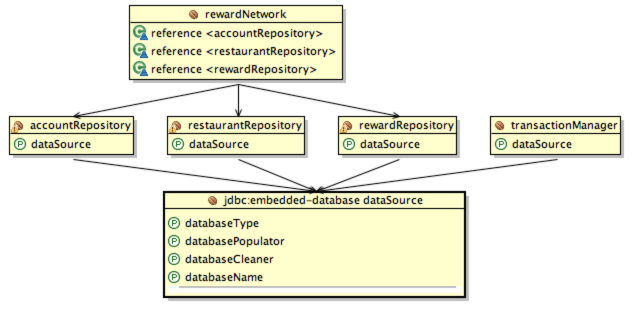 rewardNetwork
reference <accountRepository>
reference <restaurantRepository>
reference <rewardRepository>
accountRepository
dataSource
restaurantRepository
dataSource
rewardRepository
dataSource
transactionManager
dataSource
jdbc:embedded-database dataSource
databaseType
databasePopulator
databaseCleaner
databaseName